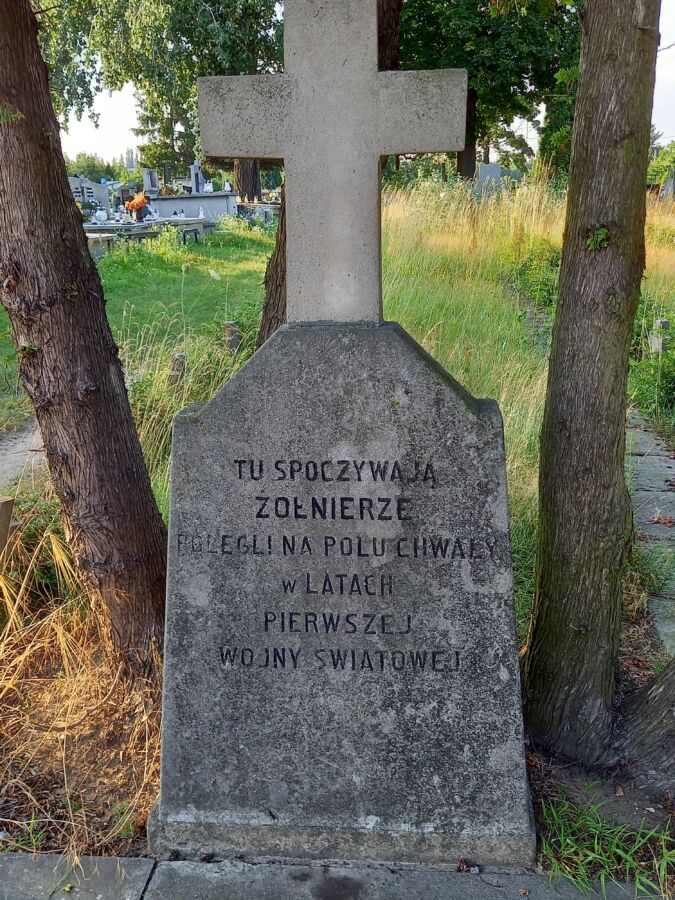 TU SPOCZYWAJĄ
ŻOŁNIERZE
POLEGLI NA POLU CHWAŁY
W LATACH
PIERWSZEJ
WOJNY ŚWIATOWEJ